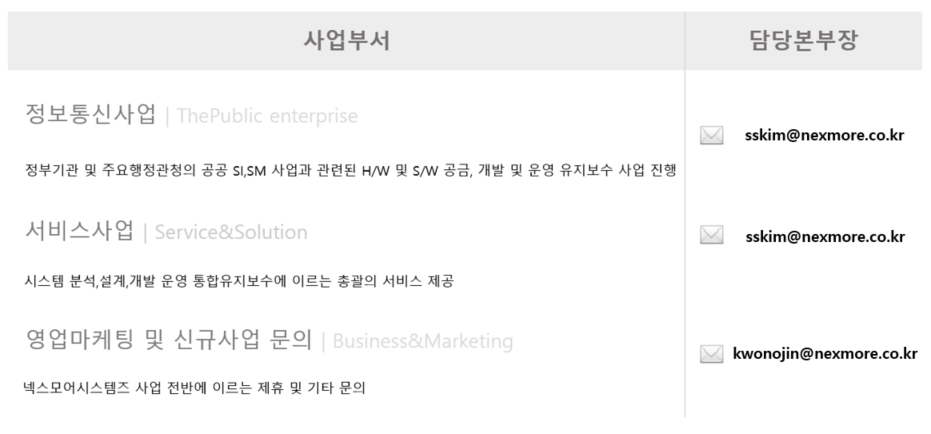 사업부서
담당본부장
정보통신사업 | ThePublic enterprise
sskim@nexmore.co.kr
정부기관 및 주요행정관청의 공공 SI,SM 사업과 관련된 H/W 및 S/W 공급, 개발 및 운영 유지보수 사업 진행
서비스사업 | Service&Solution
sskim@nexmore.co.kr
시스템 분석,설계,개발 운영 통합유지보수에 이르는 총괄의 서비스 제공
영업마케팅 및 신규사업 문의 | Business&Marketing
kwonojin@nexmore.co.kr
넥스모어시스템즈 사업 전반에 이르는 제휴 및 기타 문의